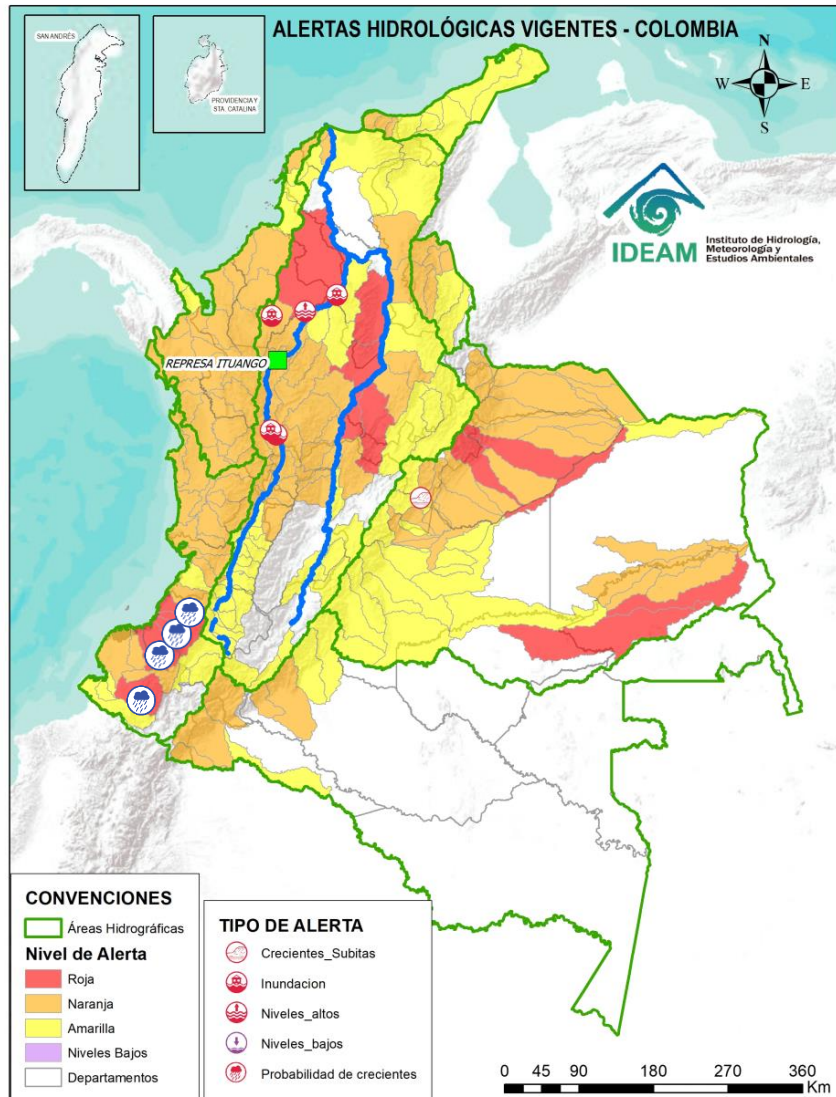 ALERTAS HIDROLÓGICAS VIGENTES - COLOMBIA
SAN ANDRÉS
PROVIDENCIA Y
STA. CATALINA
N
W
E
S
IDEAM
Instituto de Hidrología,
Meteorología y
Estudios Ambientales
REPRESA ITUANGO
CONVENCIONES
Áreas Hidrográficas
Nivel de Alerta
Roja
Naranja
Amarilla
Niveles Bajos
Departamentos
TIPO DE ALERTA
Crecientes_Subitas
Inundacion
Niveles_altos
Niveles_bajos
Probabilidad de crecientes
0 45 90 180 270 360
Km